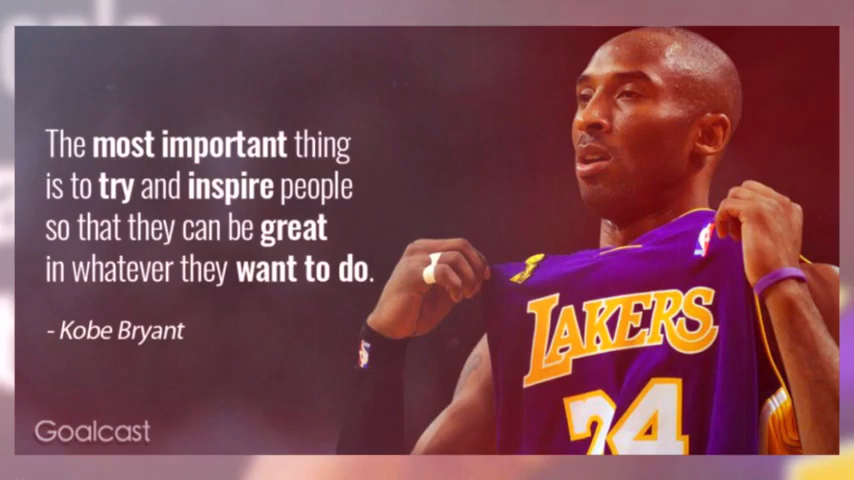 The most important thing
is to try and inspire people
so that they can be great
in whatever they want to do.
- Kobe Bryant
LAKERS
24
Goalcast